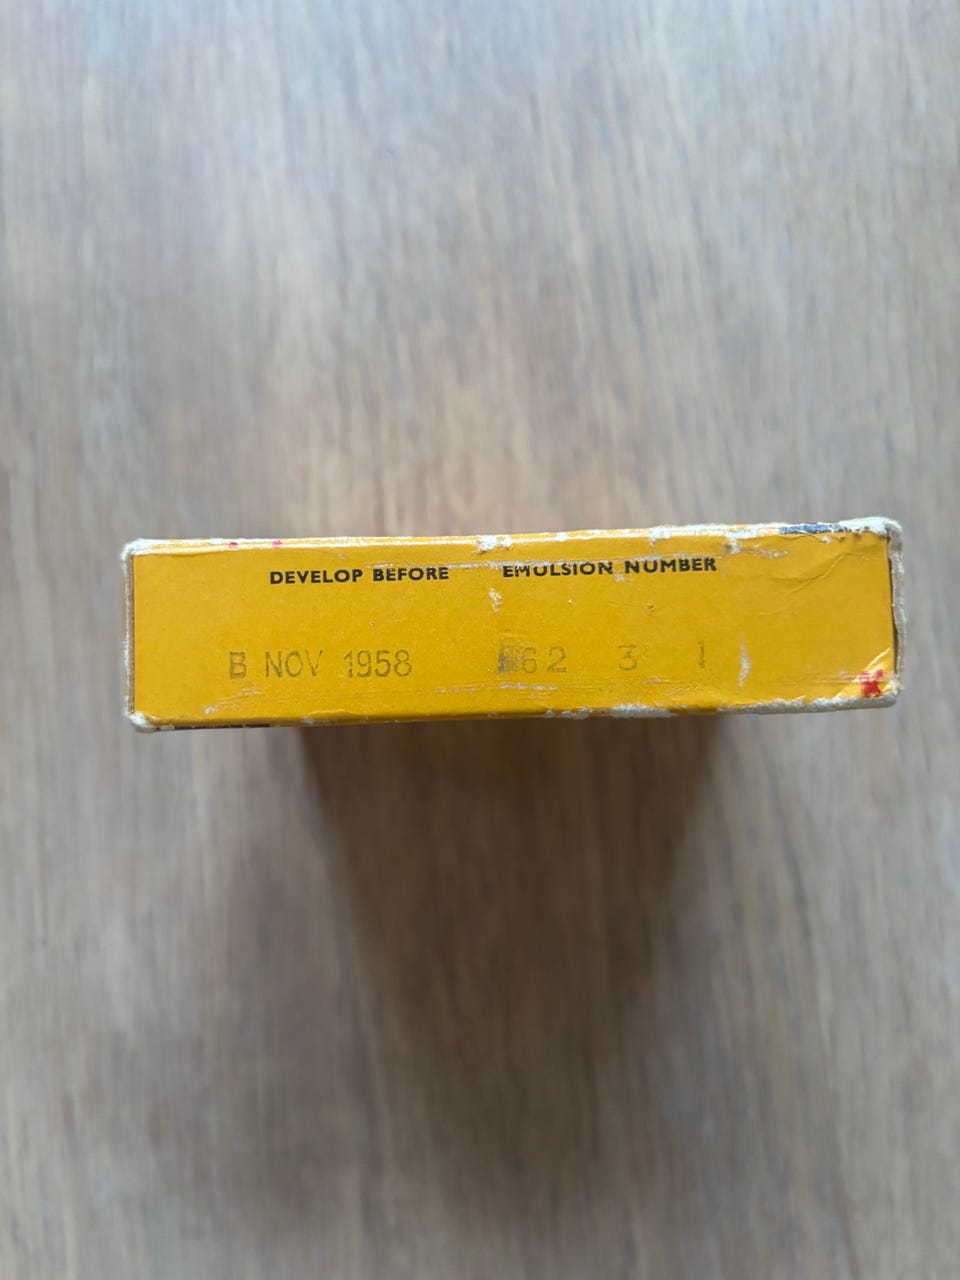 DEVELOP BEFORE EMULSION NUMBER
B NOV 1958 62 3 1